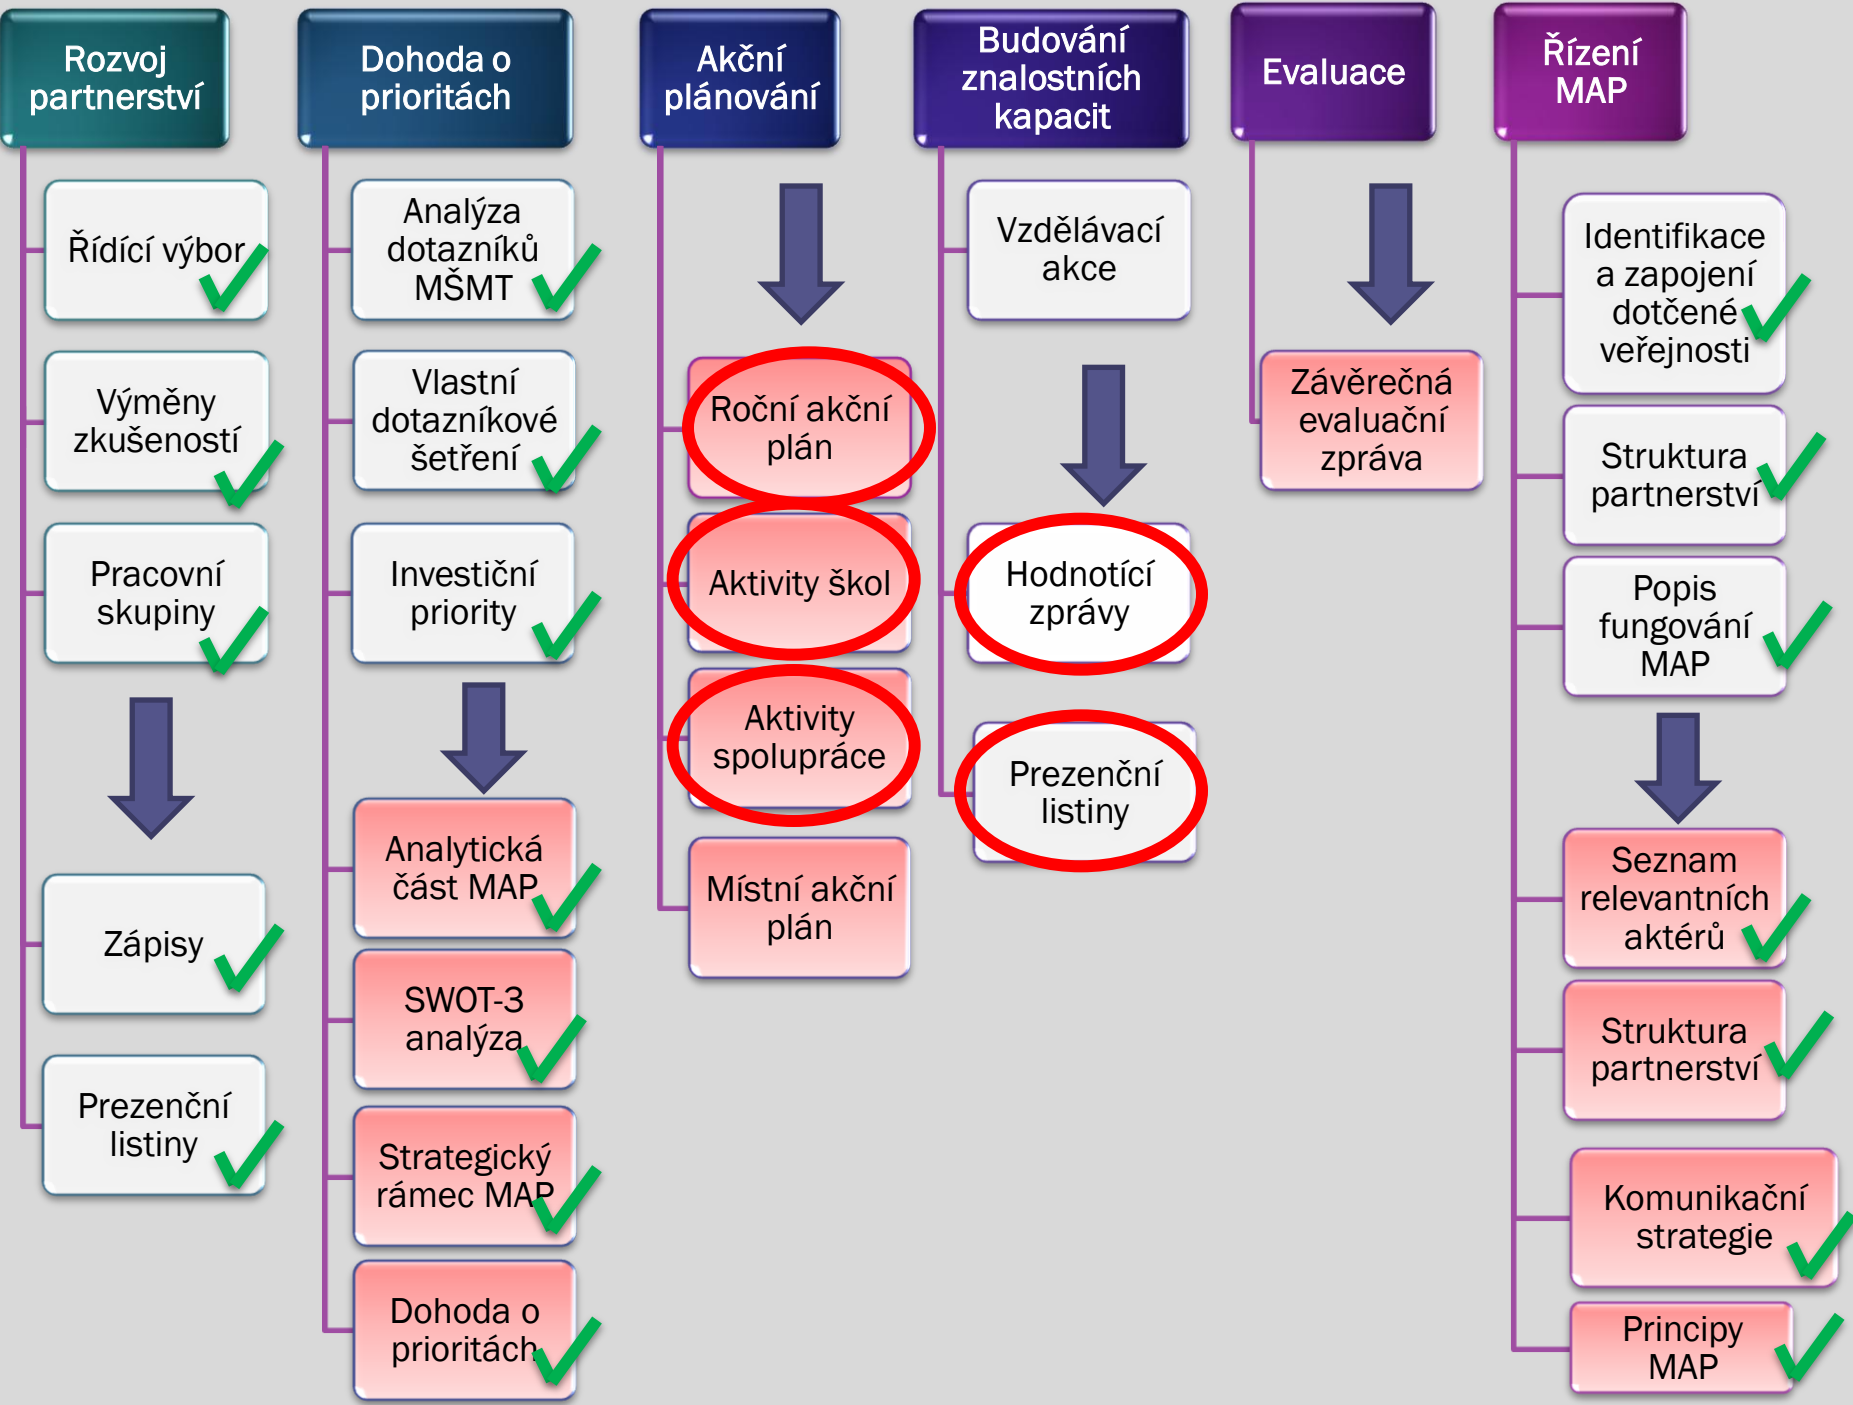 Rozvoj
partnerství
Řídící výbor
Výměny
zkušeností
Pracovní
skupiny
Zápisy
Prezenční
listiny
Dohoda o
prioritách
Analýza
dotazníků
MŠMT
Vlastní
dotazníkové
šetření
Investiční
priority
Analytická
část MAP
SWOT-3
analýza
Strategický
rámec MAP
Dohoda o
prioritách
Akční
plánování
Roční akční
plán
Aktivity škol
Aktivity
spolupráce
Místní akční
plán
Budování
znalostních
kapacit
Vzdělávací
akce
Hodnotící
zprávy
Prezenční
listiny
Evaluace
Závěrečná
evaluační
zpráva
Řízení
MAP
Identifikace
a zapojení
dotčené
veřejnosti
Struktura
partnerství
Popis
fungování
MAP
Seznam
relevantních
aktérů
Struktura
partnerství
Komunikační
strategie
Principy
MAP